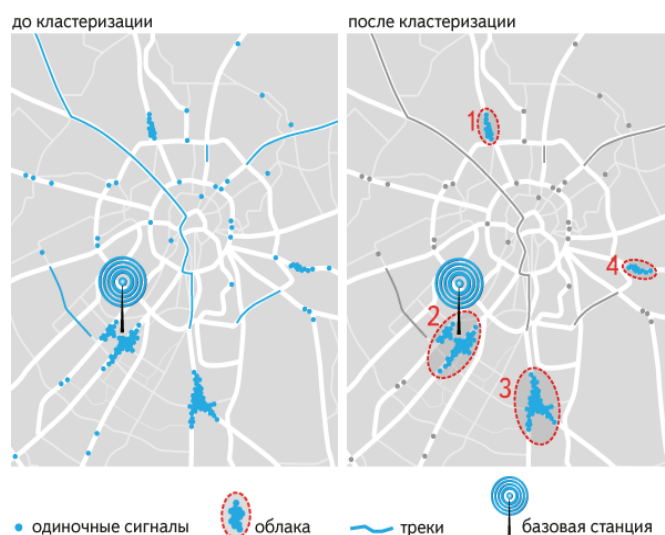 до кластеризации
после кластеризации
1
4
2
3
одиночные сигналы
облака
треки
базовая станция